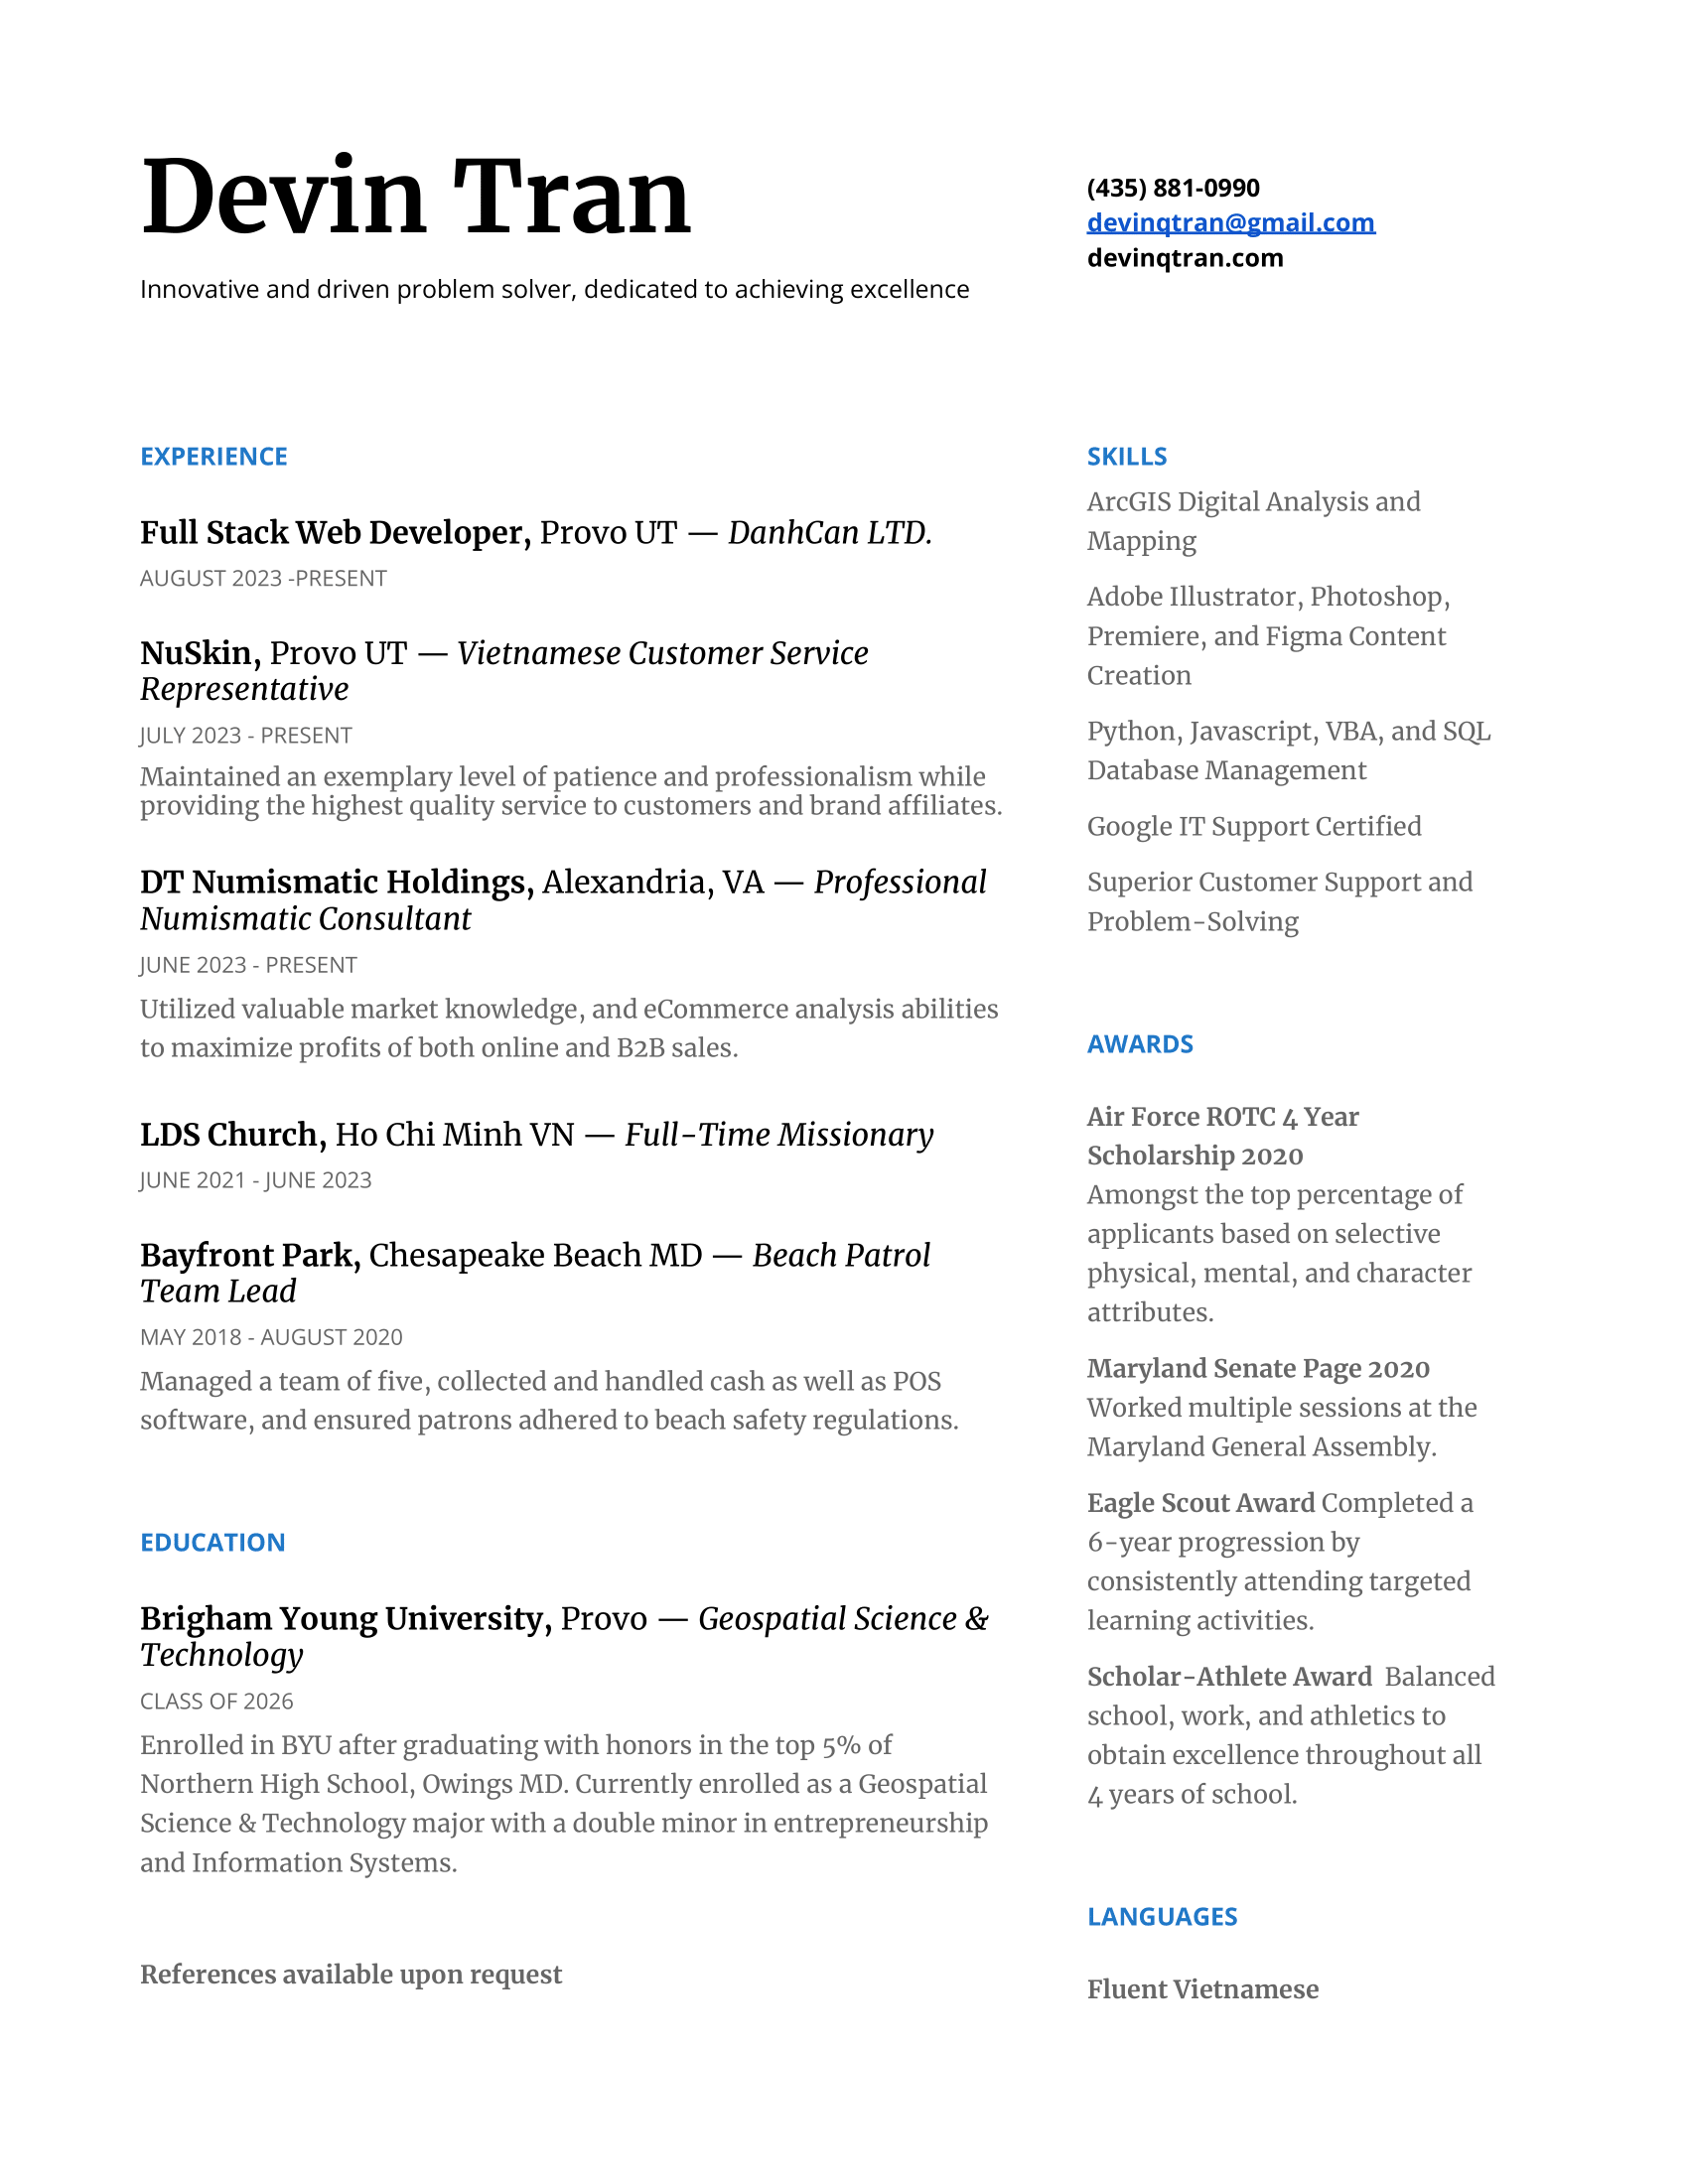 Devin Tran
Innovative and driven problem solver, dedicated to achieving excellence
(435) 881-0990
devinqtran@gmail.com
devinqtran.com
EXPERIENCE
Full Stack Web Developer, Provo UT — DanhCan LTD.
AUGUST 2023 -PRESENT
NuSkin, Provo UT — Vietnamese Customer Service
Representative
JULY 2023 - PRESENT
Maintained an exemplary level of patience and professionalism while
providing the highest quality service to customers and brand affiliates.
DT Numismatic Holdings, Alexandria, VA — Professional
Numismatic Consultant
JUNE 2023 - PRESENT
Utilized valuable market knowledge, and eCommerce analysis abilities
to maximize profits of both online and B2B sales.
LDS Church, Ho Chi Minh VN — Full-Time Missionary
JUNE 2021 - JUNE 2023
Bayfront Park, Chesapeake Beach MD — Beach Patrol
Team Lead
MAY 2018 - AUGUST 2020
Managed a team of five, collected and handled cash as well as POS
software, and ensured patrons adhered to beach safety regulations.
EDUCATION
Brigham Young University, Provo — Geospatial Science &
Technology
CLASS OF 2026
Enrolled in BYU after graduating with honors in the top 5% of
Northern High School, Owings MD. Currently enrolled as a Geospatial
Science & Technology major with a double minor in entrepreneurship
and Information Systems.
References available upon request
SKILLS
ArcGIS Digital Analysis and
Mapping
Adobe Illustrator, Photoshop,
Premiere, and Figma Content
Creation
Python, Javascript, VBA, and SQL
Database Management
Google IT Support Certified
Superior Customer Support and
Problem-Solving
AWARDS
Air Force ROTC 4 Year
Scholarship 2020
Amongst the top percentage of
applicants based on selective
physical, mental, and character
attributes.
Maryland Senate Page 2020
Worked multiple sessions at the
Maryland General Assembly.
Eagle Scout Award Completed a
6-year progression by
consistently attending targeted
learning activities.
Scholar-Athlete Award  Balanced
school, work, and athletics to
obtain excellence throughout all
4 years of school.
LANGUAGES
Fluent Vietnamese